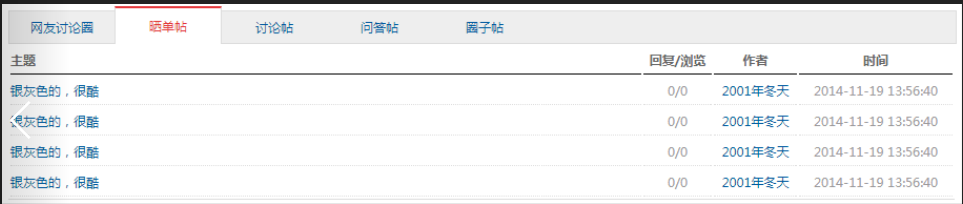 网友讨论圈 晒单帖 讨论帖 问答帖 圈子帖
主题 回复/浏览 作者 时间
银灰色的，很酷 0/0 2001年冬天 2014-11-19 13:56:40
银灰色的，很酷 0/0 2001年冬天 2014-11-19 13:56:40
银灰色的，很酷 0/0 2001年冬天 2014-11-19 13:56:40
银灰色的，很酷 0/0 2001年冬天 2014-11-19 13:56:40